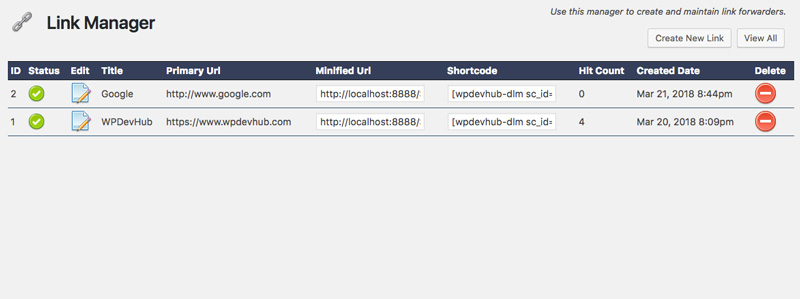 Link Manager
Use this manager to create and maintain link forwarders.
Create New Link View All
ID Status Edit Title Primary Url Minified Url Shortcode Hit Count Created Date Delete
2 Google http://www.google.com http://localhost:8888/ [wpdevhub-dlm sc_id= 0 Mar 21, 2018 8:44pm
1 WPDevHub https://www.wpdevhub.com http://localhost:8888/ [wpdevhub-dlm sc_id= 4 Mar 20, 2018 8:09pm